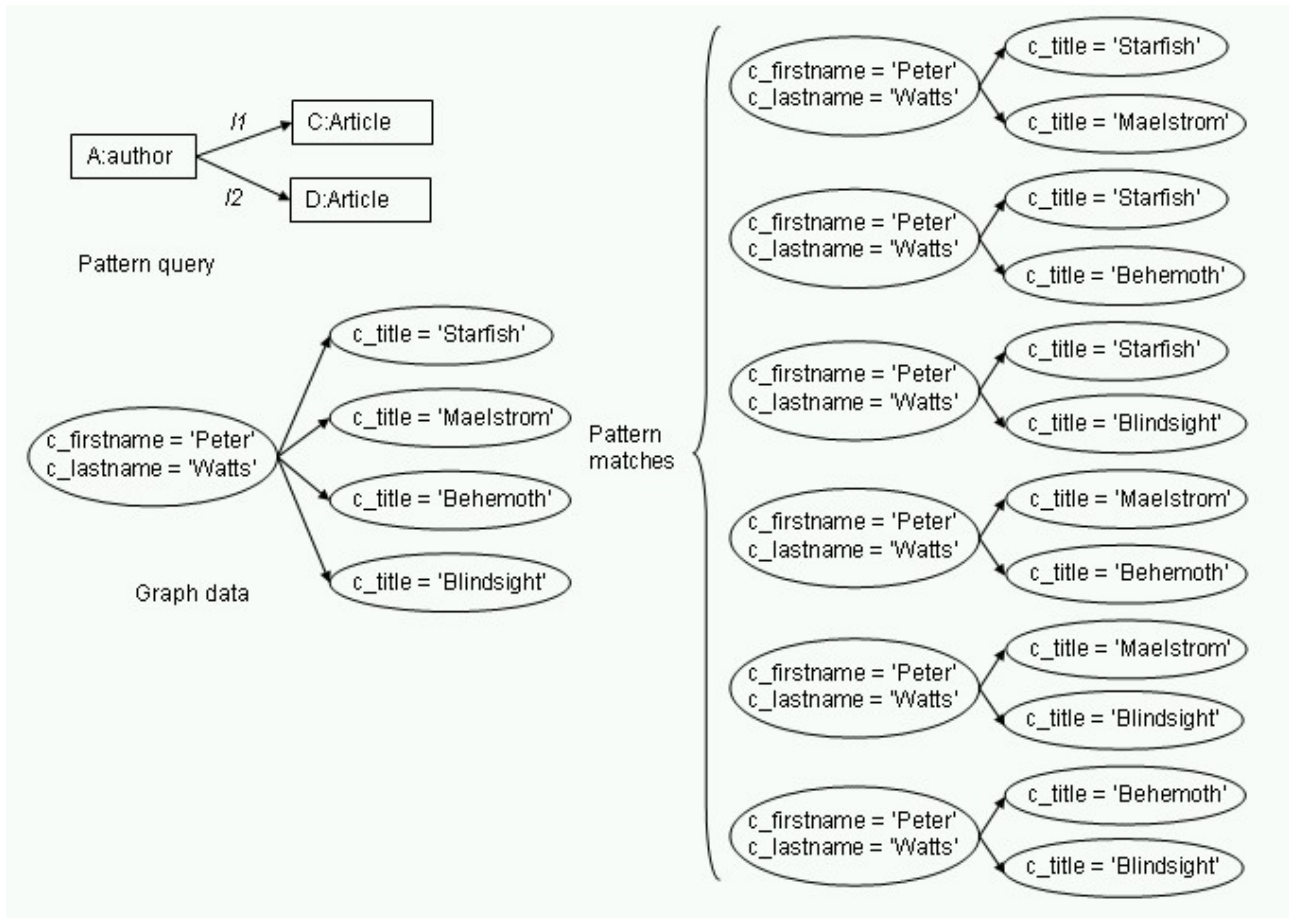 l1
C:Article
A:author
l2
D:Article
Pattern query
c_firstname = 'Peter'
c_lastname = 'Watts'
c_title = 'Starfish'
c_title = 'Maelstrom'
c_title = 'Behemoth'
c_title = 'Blindsight'
Graph data
Pattern
matches
c_firstname = 'Peter'
c_lastname = 'Watts'
c_title = 'Starfish'
c_title = 'Maelstrom'
c_firstname = 'Peter'
c_lastname = 'Watts'
c_title = 'Starfish'
c_title = 'Behemoth'
c_firstname = 'Peter'
c_lastname = 'Watts'
c_title = 'Starfish'
c_title = 'Blindsight'
c_firstname = 'Peter'
c_lastname = 'Watts'
c_title = 'Maelstrom'
c_title = 'Behemoth'
c_firstname = 'Peter'
c_lastname = 'Watts'
c_title = 'Maelstrom'
c_title = 'Blindsight'
c_firstname = 'Peter'
c_lastname = 'Watts'
c_title = 'Behemoth'
c_title = 'Blindsight'